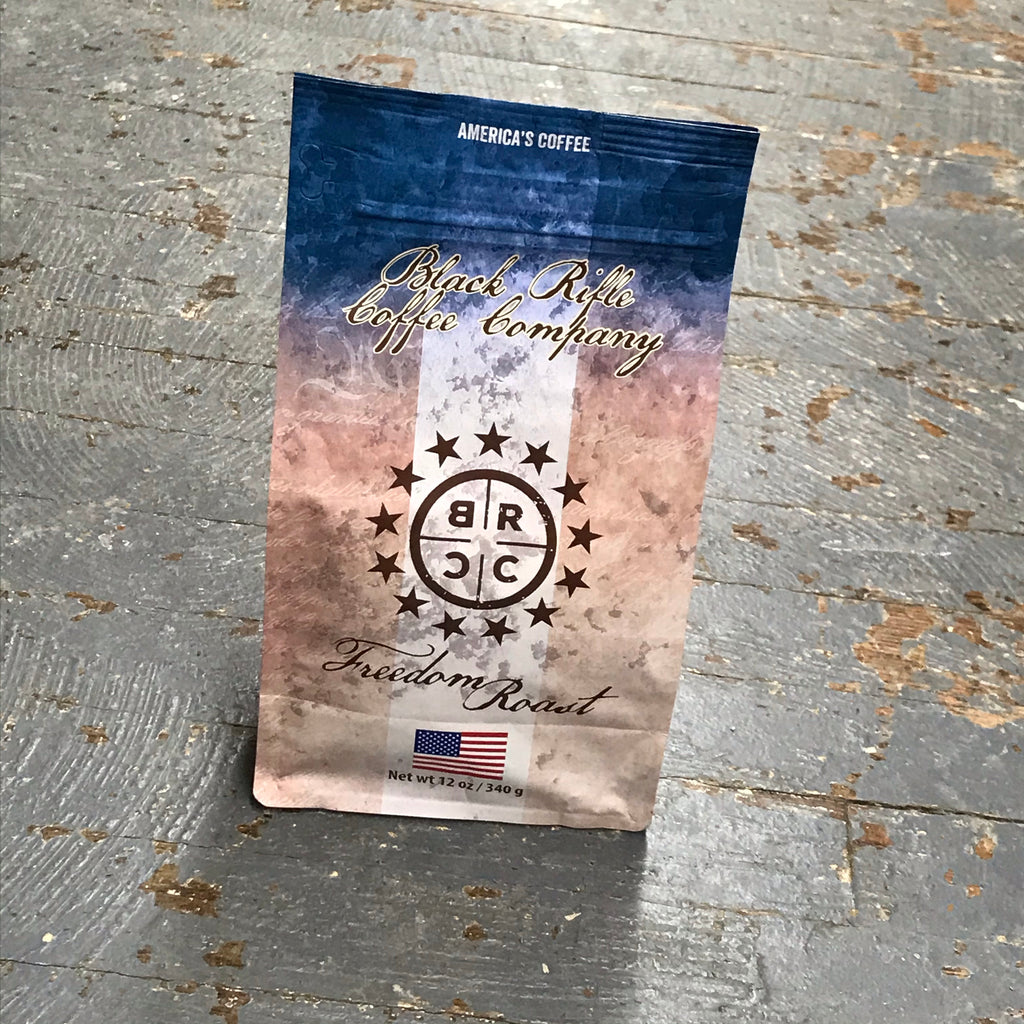 AMERICA'S COFFEE
Black Rifle
Coffee Company
B R
C C
Freedom Roast
Net wt 12 oz / 340 g